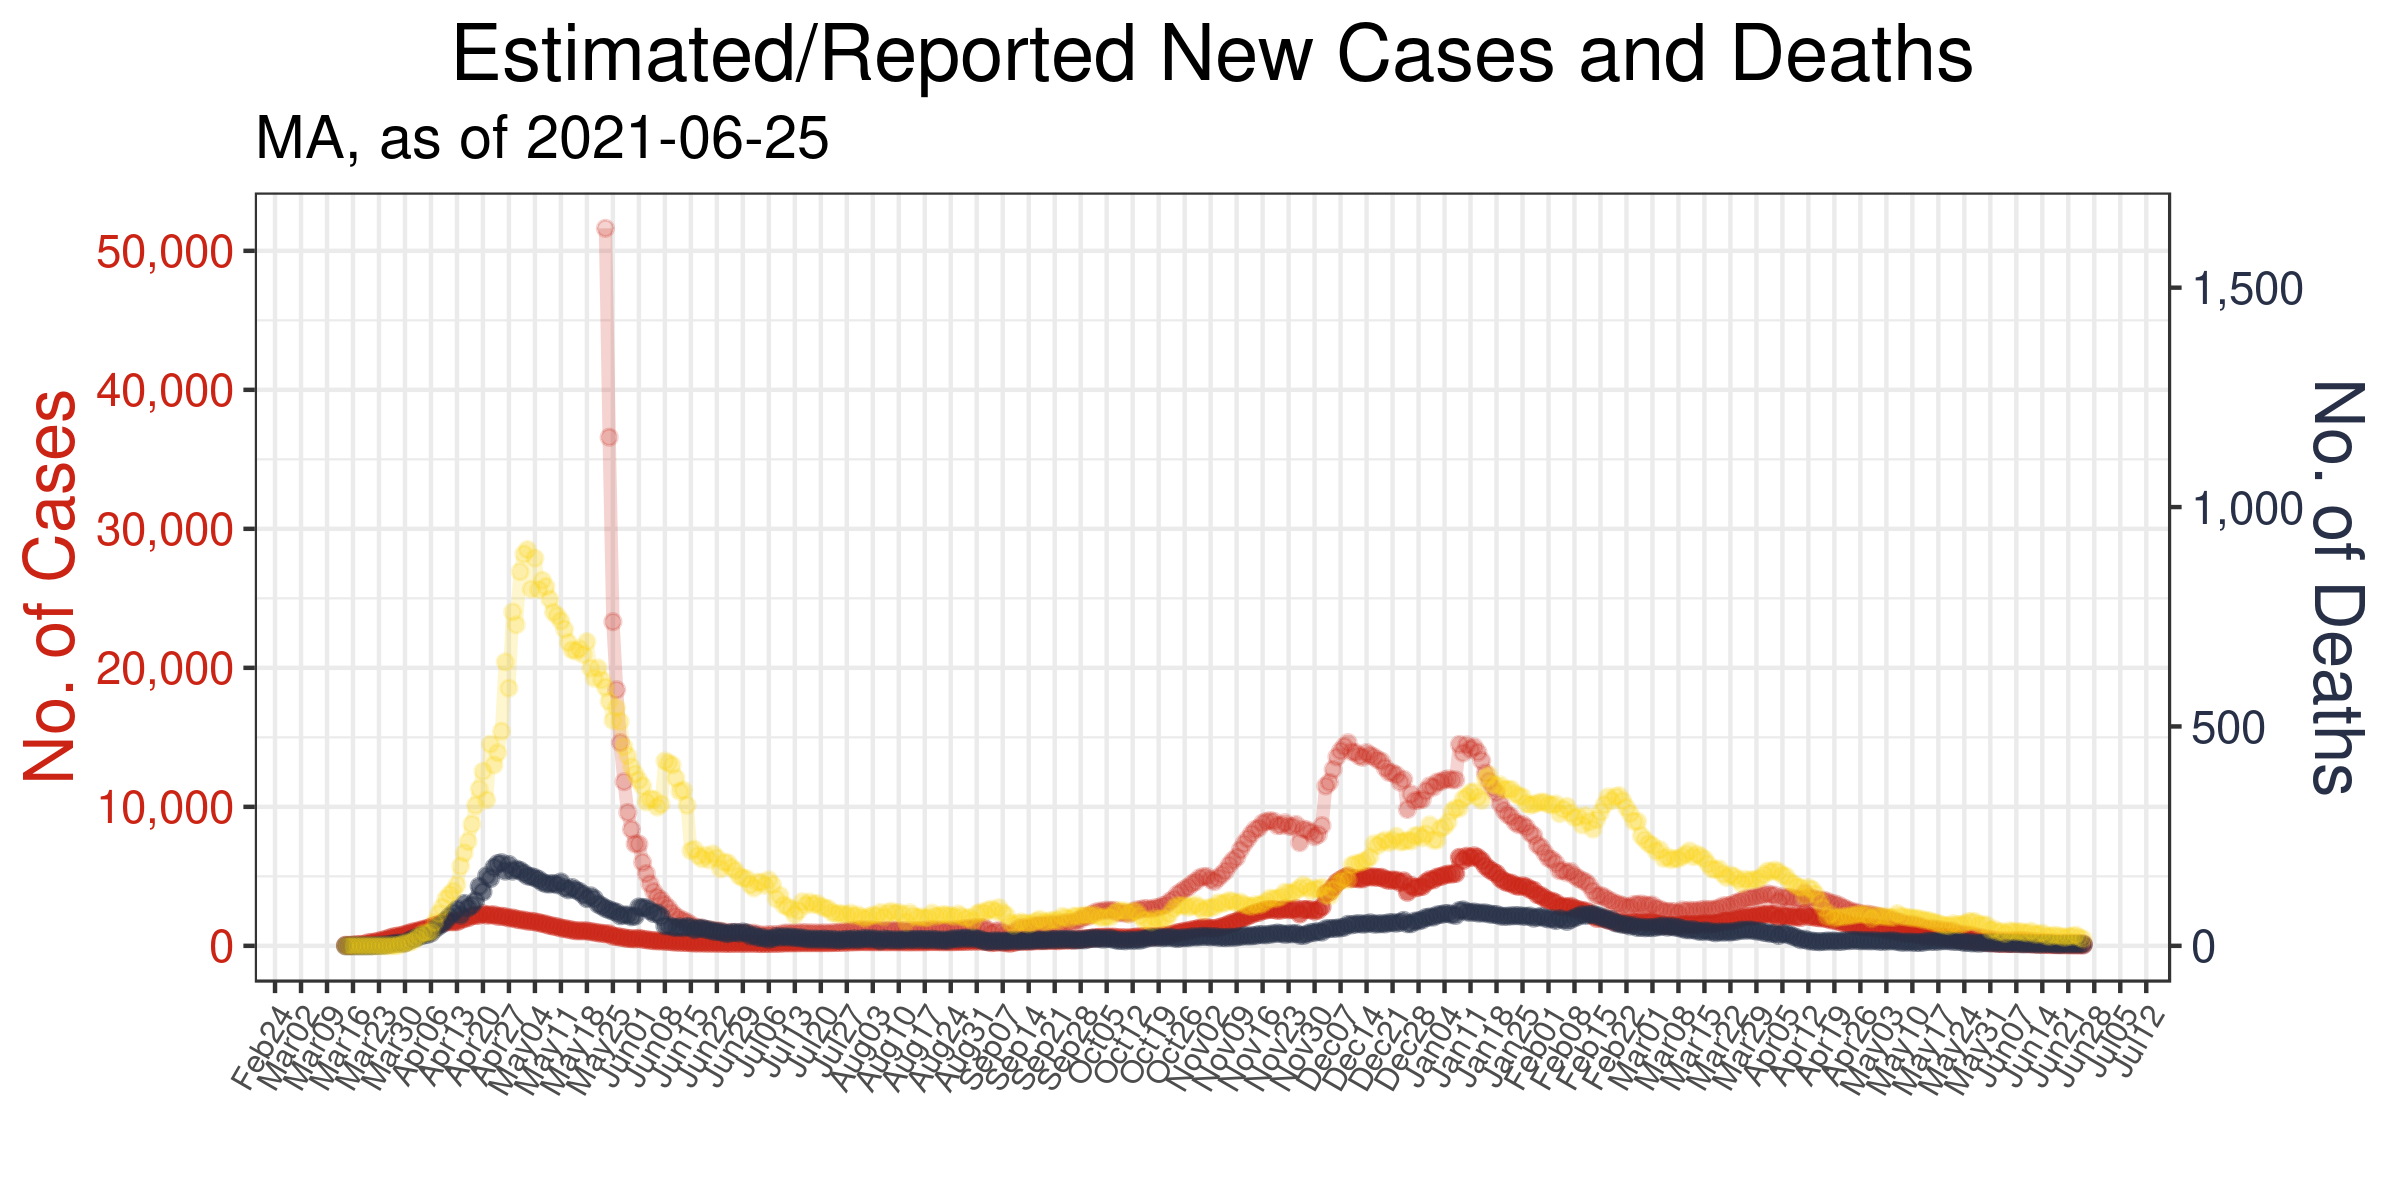 Estimated/Reported New Cases and Deaths
MA, as of 2021-06-25
No. of Cases
50,000
40,000
30,000
20,000
10,000
0
1,500
1,000
500
0
No. of Deaths
Feb24
Mar02
Mar09
Mar16
Mar23
Mar30
Apr06
Apr13
Apr20
Apr27
May04
May11
May18
May25
Jun01
Jun08
Jun15
Jun22
Jun29
Jul06
Jul13
Jul20
Jul27
Aug03
Aug10
Aug17
Aug24
Aug31
Sep07
Sep14
Sep21
Sep28
Oct05
Oct12
Oct19
Oct26
Nov02
Nov09
Nov16
Nov23
Nov30
Dec07
Dec14
Dec21
Dec28
Jan04
Jan11
Jan18
Jan25
Feb01
Feb08
Feb15
Feb22
Mar01
Mar08
Mar15
Mar22
Mar29
Apr05
Apr12
Apr19
Apr26
May03
May10
May17
May24
May31
Jun07
Jun14
Jun21
Jun28
Jul05
Jul12